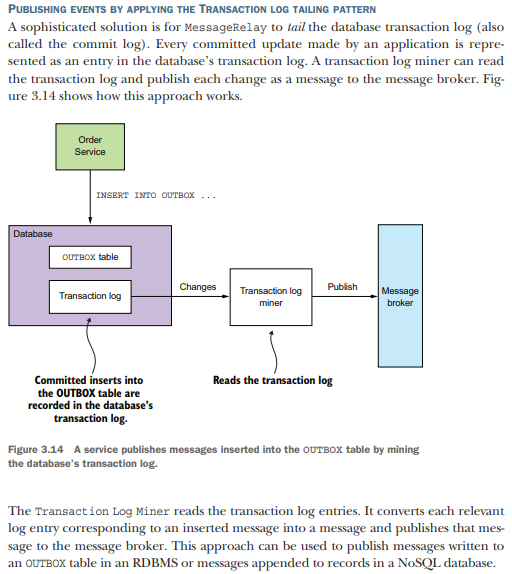 PUBLISHING EVENTS BY APPLYING THE TRANSACTION LOG TAILING PATTERN
A sophisticated solution is for MessageRelay to tail the database transaction log (also
called the commit log). Every committed update made by an application is repre-
sented as an entry in the database's transaction log. A transaction log miner can read
the transaction log and publish each change as a message to the message broker. Fig-
ure 3.14 shows how this approach works.
Order
Service
INSERT INTO OUTBOX ...
Database
OUTBOX table
Transaction log
Changes
Transaction log
miner
Publish
Message
broker
Committed inserts into
the OUTBOX table are
recorded in the database's
transaction log.
Reads the transaction log
Figure 3.14 A service publishes messages inserted into the OUTBOX table by mining
the database's transaction log.
The Transaction Log Miner reads the transaction log entries. It converts each relevant
log entry corresponding to an inserted message into a message and publishes that mes-
sage to the message broker. This approach can be used to publish messages written to
an OUTBOX table in an RDBMS or messages appended to records in a NoSQL database.